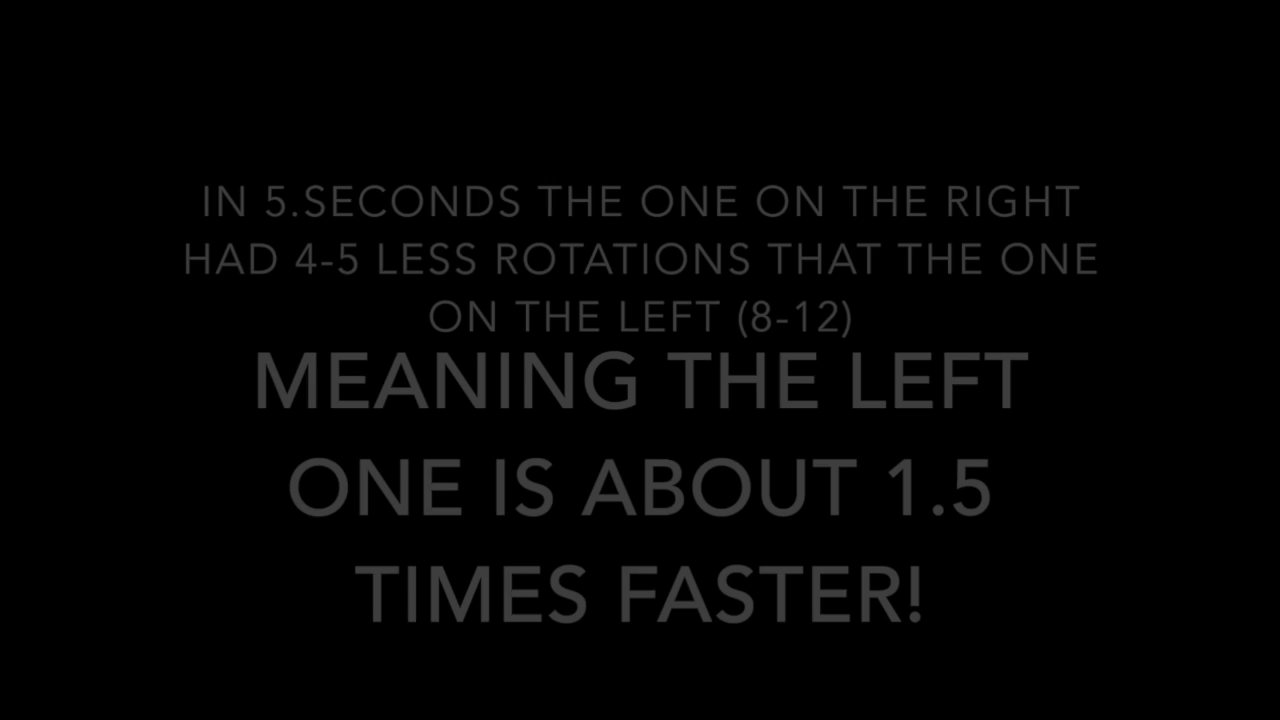 IN 5.SECONDS THE ONE ON THE RIGHT
HAD 4-5 LESS ROTATIONS THAT THE ONE
ON THE LEFT (8-12)
MEANING THE LEFT
ONE IS ABOUT 1.5
TIMES FASTER!